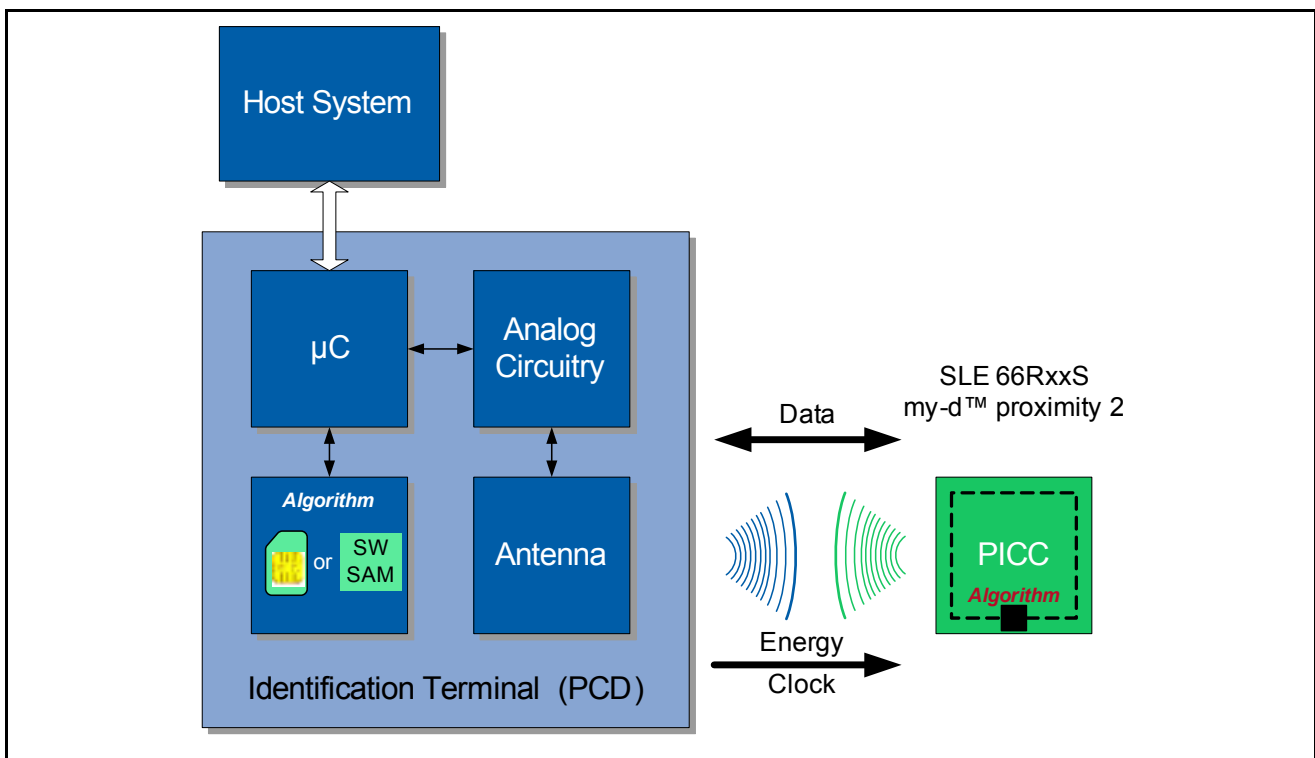 Host System
µC
Analog
Circuitry
Algorithm
or
SW
SAM
Antenna
Identification Terminal (PCD)
Data
Energy
Clock
SLE 66RxxS
my-d™ proximity 2
PICC
Algorithm